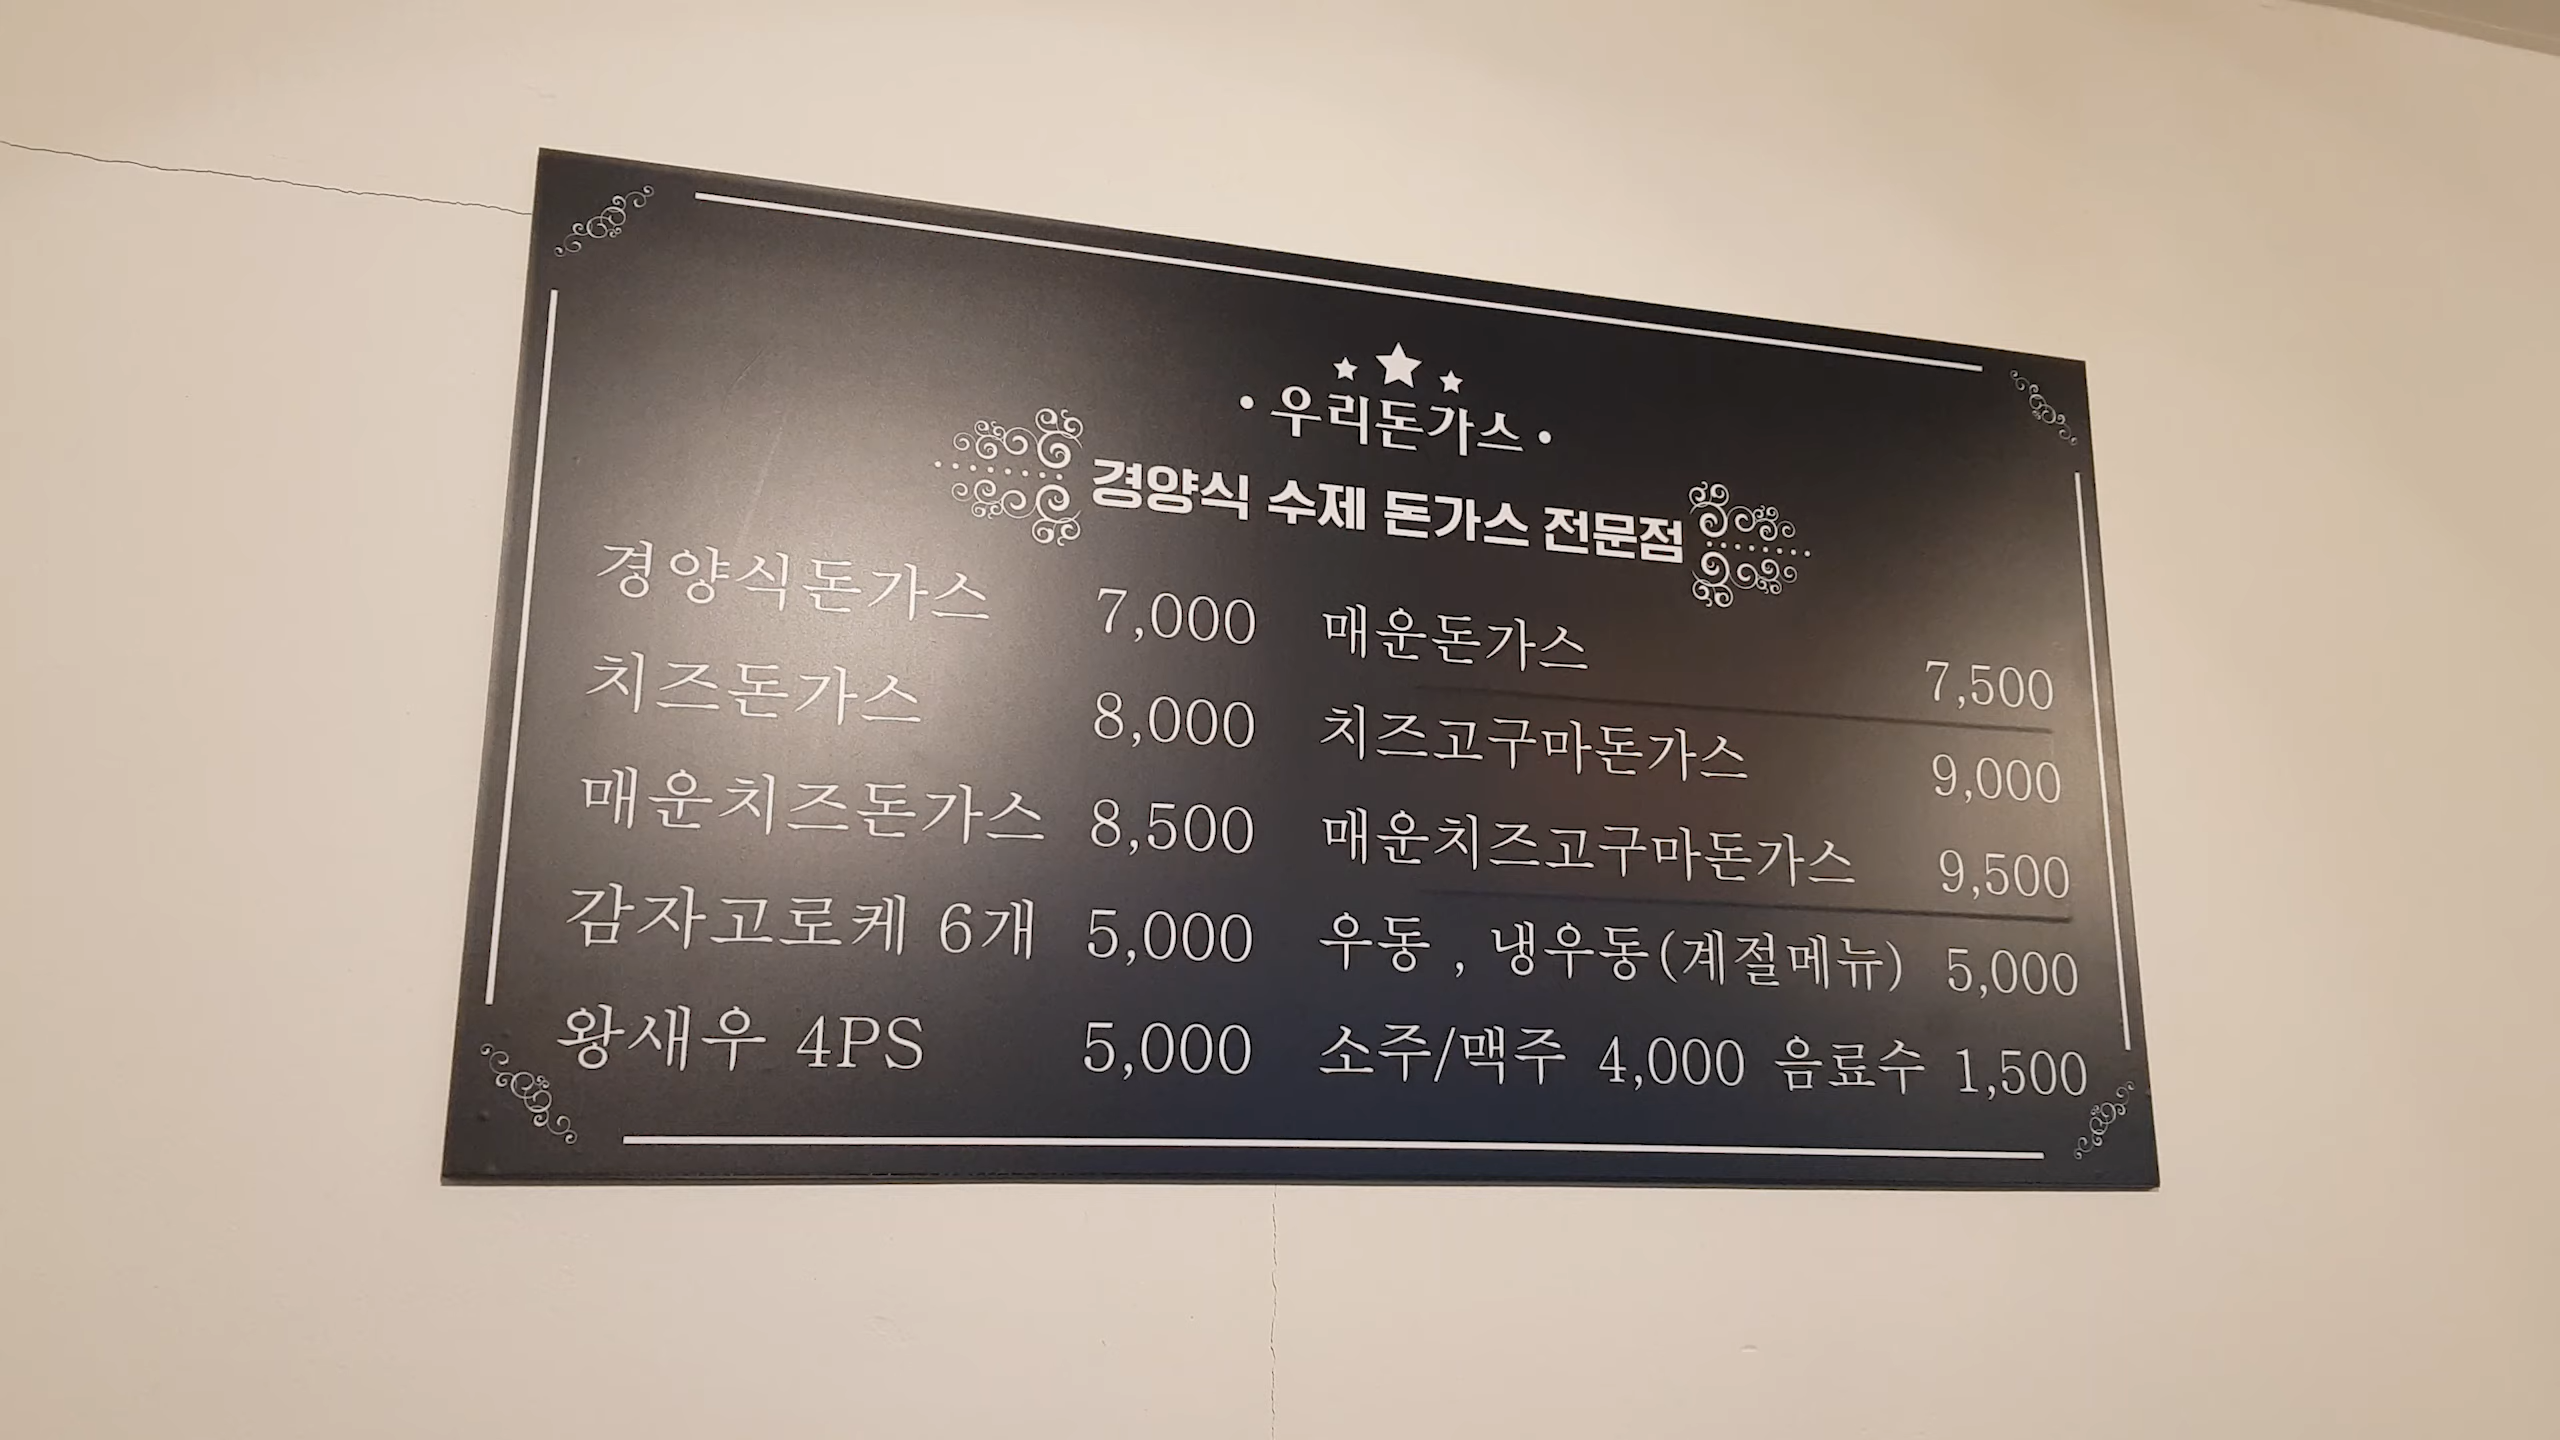 •우리돈가스•
경양식 수제 돈가스 전문점
경양식돈가스 7,000
치즈돈가스 8,000
매운치즈돈가스 8,500
감자고로케 6개 5,000
왕새우 4PS 5,000
매운돈가스 7,500
치즈고구마돈가스 9,000
매운치즈고구마돈가스 9,500
우동 , 냉우동(계절메뉴) 5,000
소주/맥주 4,000 음료수 1,500